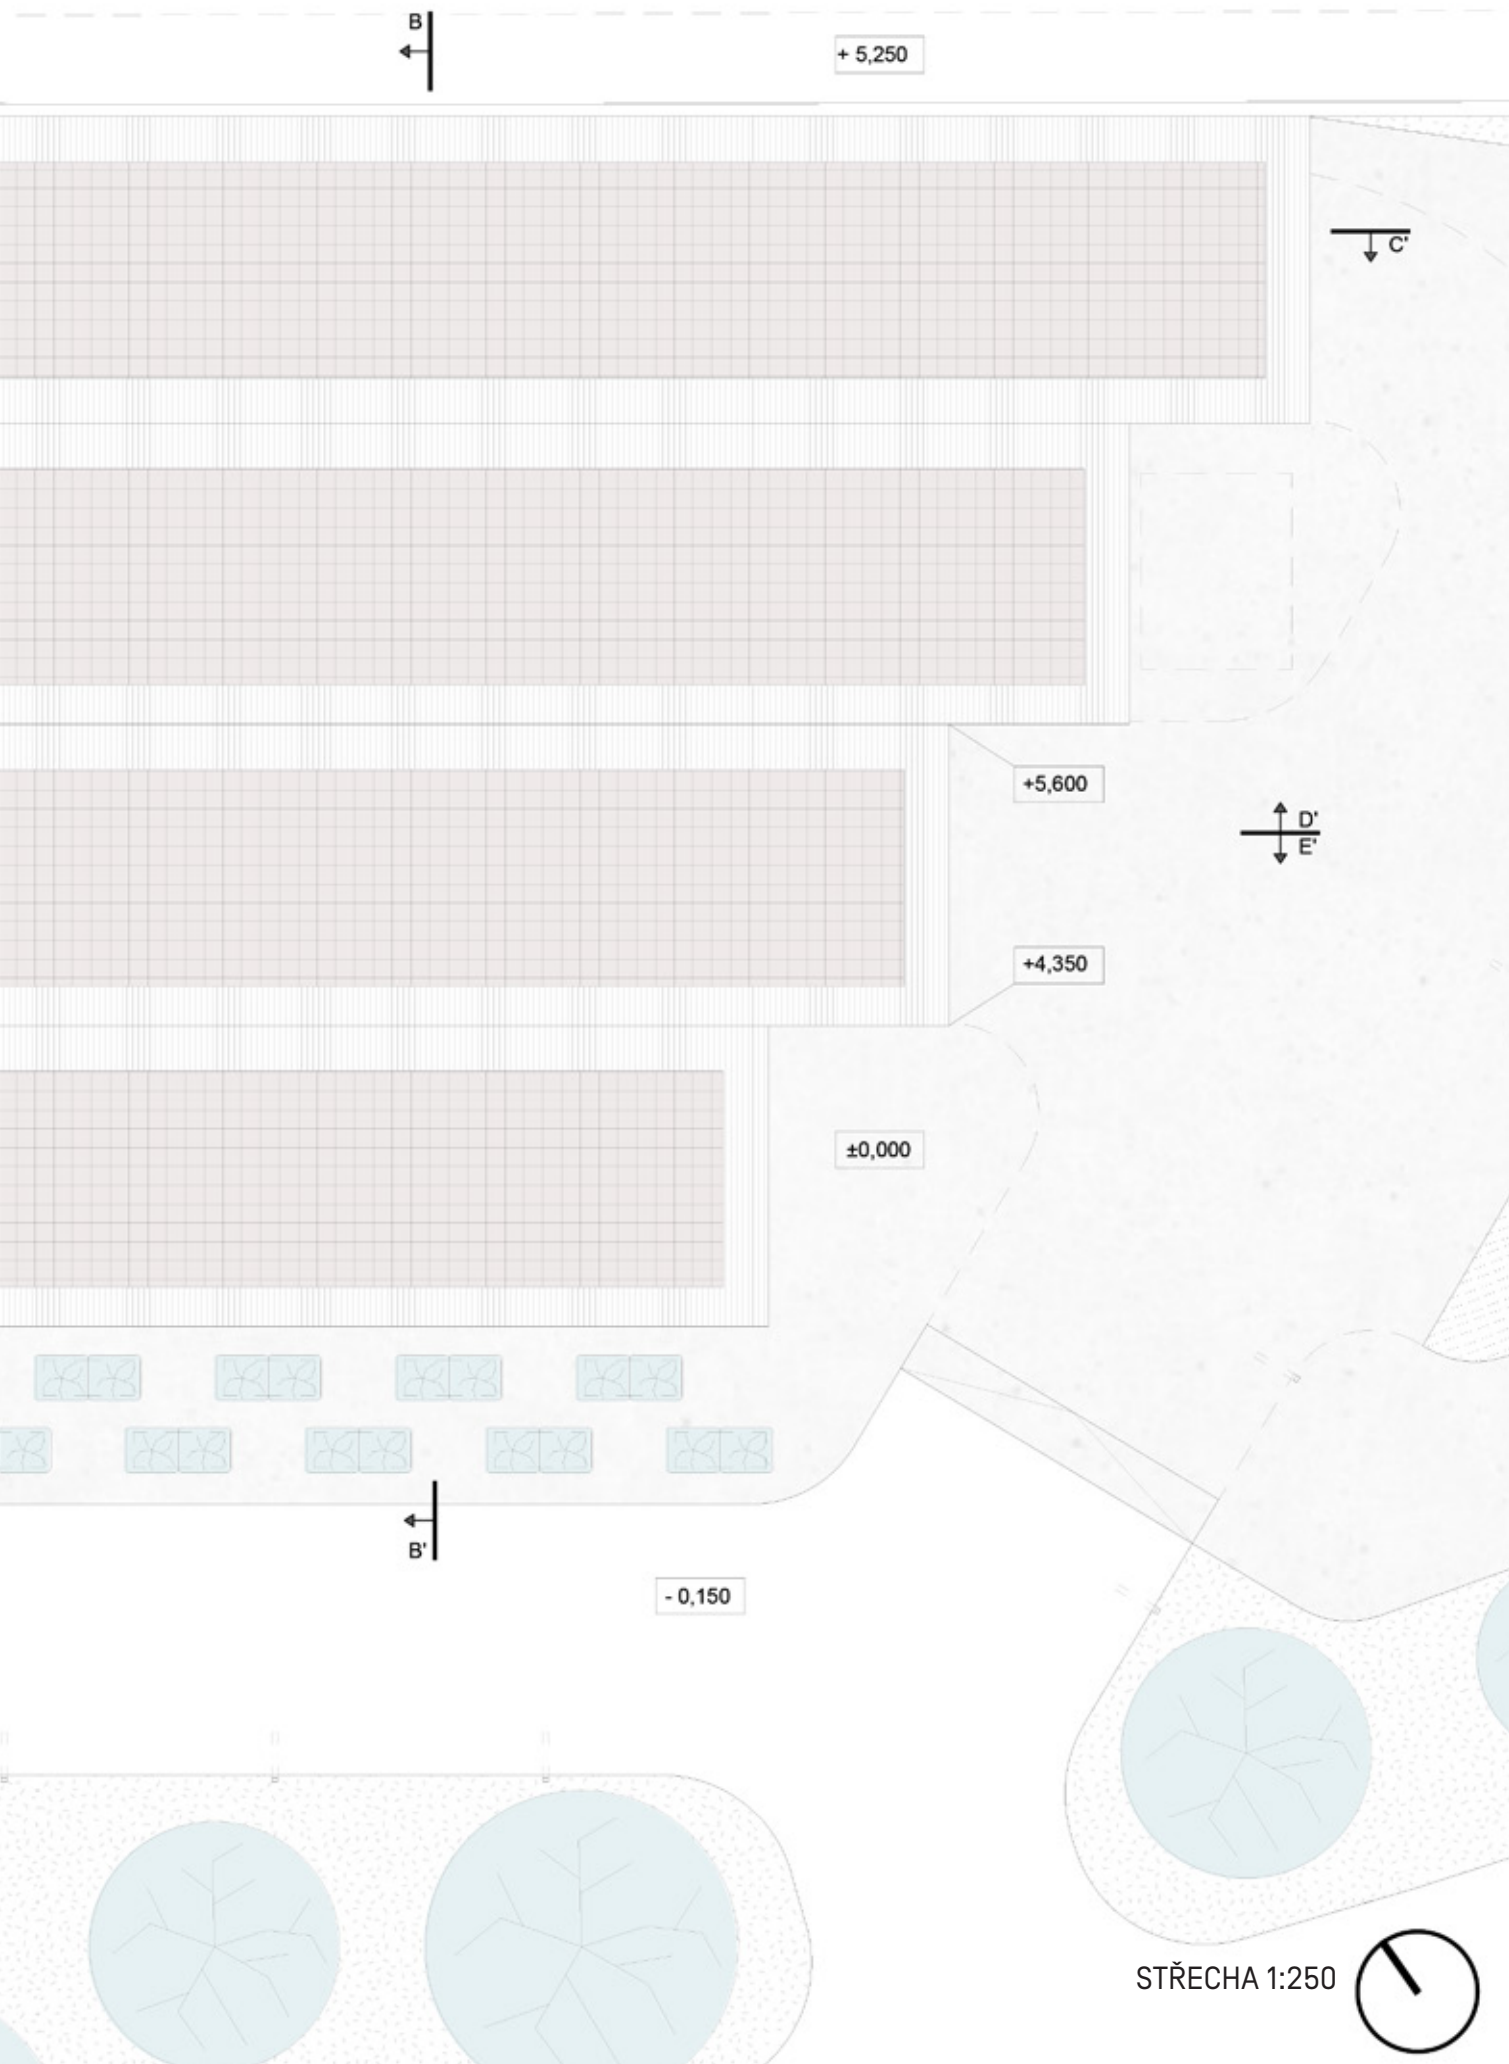 B
+ 5,250
C'
+5,600
D'
E'
+4,350
±0,000
B'
- 0,150
STŘECHA 1:250